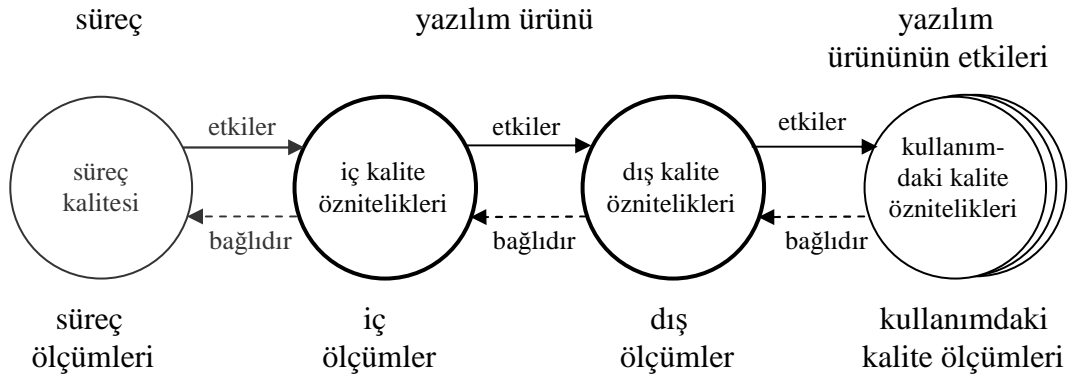 süreç
yazılım ürünü
yazılım
ürününün etkileri
etkiler
etkiler
etkiler
süreç
kalitesi
iç kalite
öznitelikleri
dış kalite
öznitelikleri
kullanım-
daki kalite
öznitelikleri
bağlıdır
bağlıdır
bağlıdır
süreç
ölçümleri
iç
ölçümler
dış
ölçümler
kullanımdaki
kalite ölçümleri